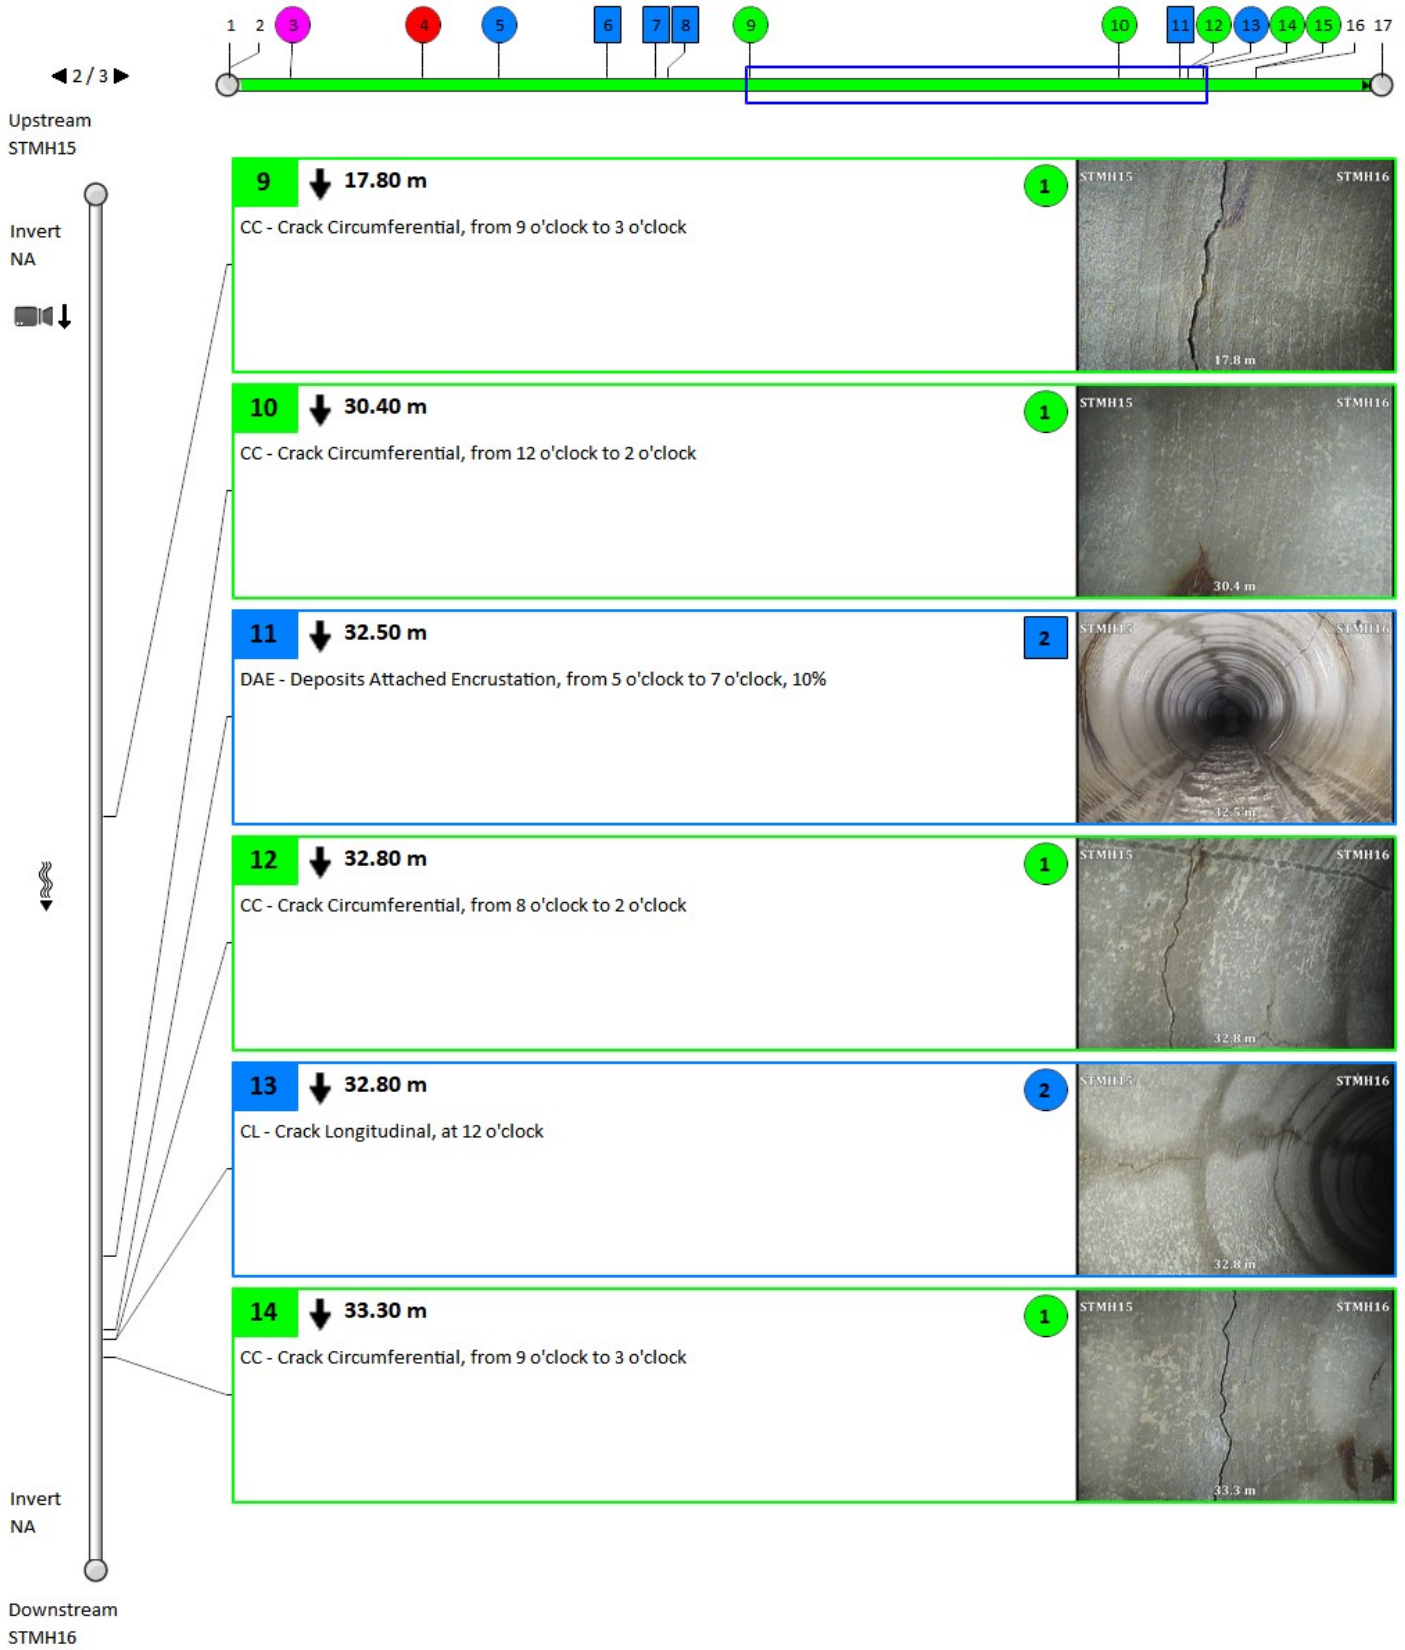 1 2 3 4 5 6 7 8 9 10 11 12 13 14 15 16 17
2 / 3
Upstream
STMH15
Invert
NA
9 17.80 m 1
CC - Crack Circumferential, from 9 o'clock to 3 o'clock
STMH15 STMH16
17.8 m
10 30.40 m 1
CC - Crack Circumferential, from 12 o'clock to 2 o'clock
STMH15 STMH16
30.4 m
11 32.50 m 2
DAE - Deposits Attached Encrustation, from 5 o'clock to 7 o'clock, 10%
STMH15 STMH16
32.5 m
12 32.80 m 1
CC - Crack Circumferential, from 8 o'clock to 2 o'clock
STMH15 STMH16
32.8 m
13 32.80 m 2
CL - Crack Longitudinal, at 12 o'clock
STMH15 STMH16
32.8 m
14 33.30 m 1
CC - Crack Circumferential, from 9 o'clock to 3 o'clock
STMH15 STMH16
33.3 m
Invert
NA
Downstream
STMH16